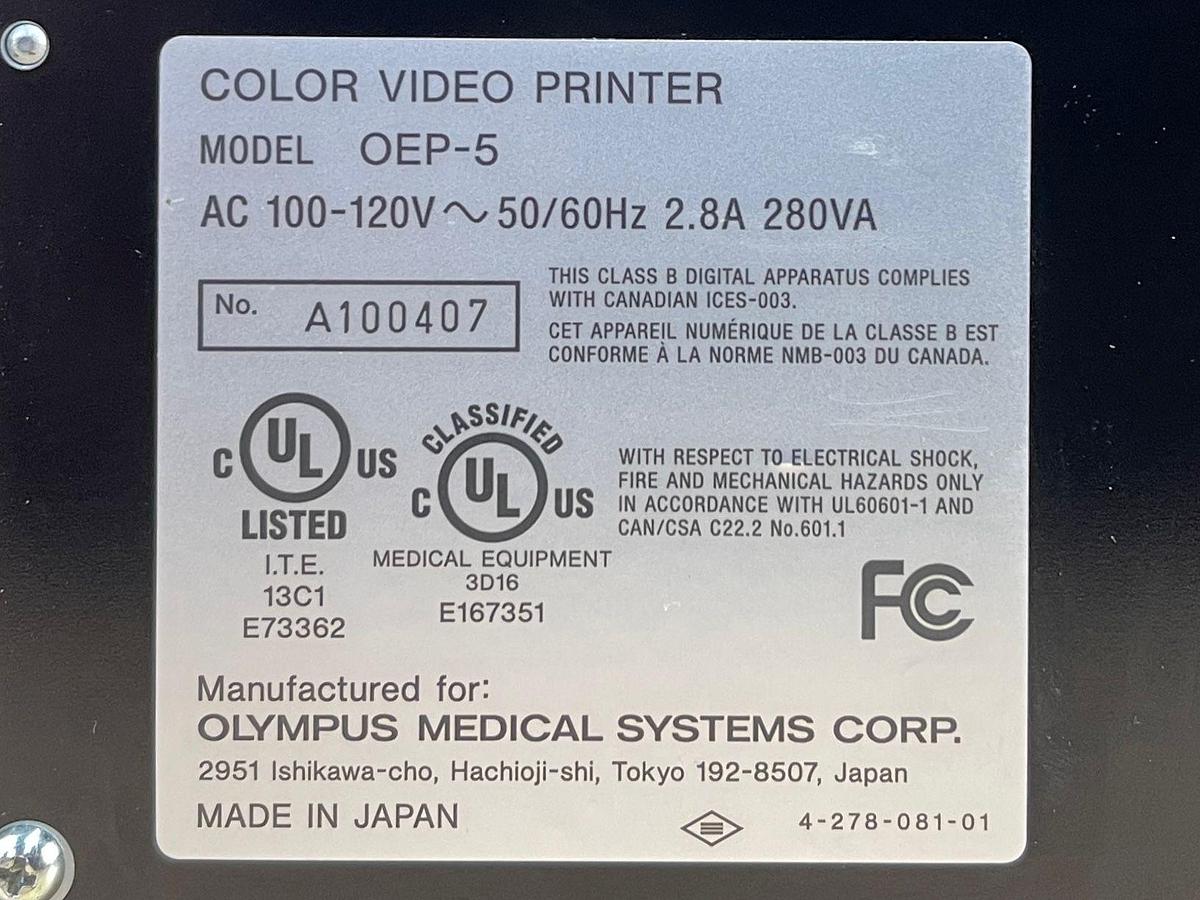 COLOR VIDEO PRINTER
MODEL OEP-5
AC 100-120V ~ 50/60Hz 2.8A 280VA
No. A100407
THIS CLASS B DIGITAL APPARATUS COMPLIES
WITH CANADIAN ICES-003.
CET APPAREIL NUMÉRIQUE DE LA CLASSE B EST
CONFORME À LA NORME NMB-003 DU CANADA.
C UL US
LISTED
I.T.E.
13C1
E73362
CLASSIFIED
C UL US
MEDICAL EQUIPMENT
3D16
E167351
WITH RESPECT TO ELECTRICAL SHOCK,
FIRE AND MECHANICAL HAZARDS ONLY
IN ACCORDANCE WITH UL60601-1 AND
CAN/CSA C22.2 No.601.1
FC
Manufactured for:
OLYMPUS MEDICAL SYSTEMS CORP.
2951 Ishikawa-cho, Hachioji-shi, Tokyo 192-8507, Japan
MADE IN JAPAN
4-278-081-01